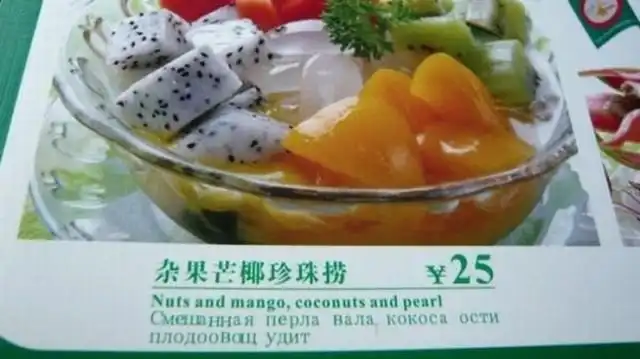 杂果芒椰珍珠捞 ¥25
Nuts and mango, coconuts and pearl
Смешанная перла вала, кокоса ости
плодоовощ удит